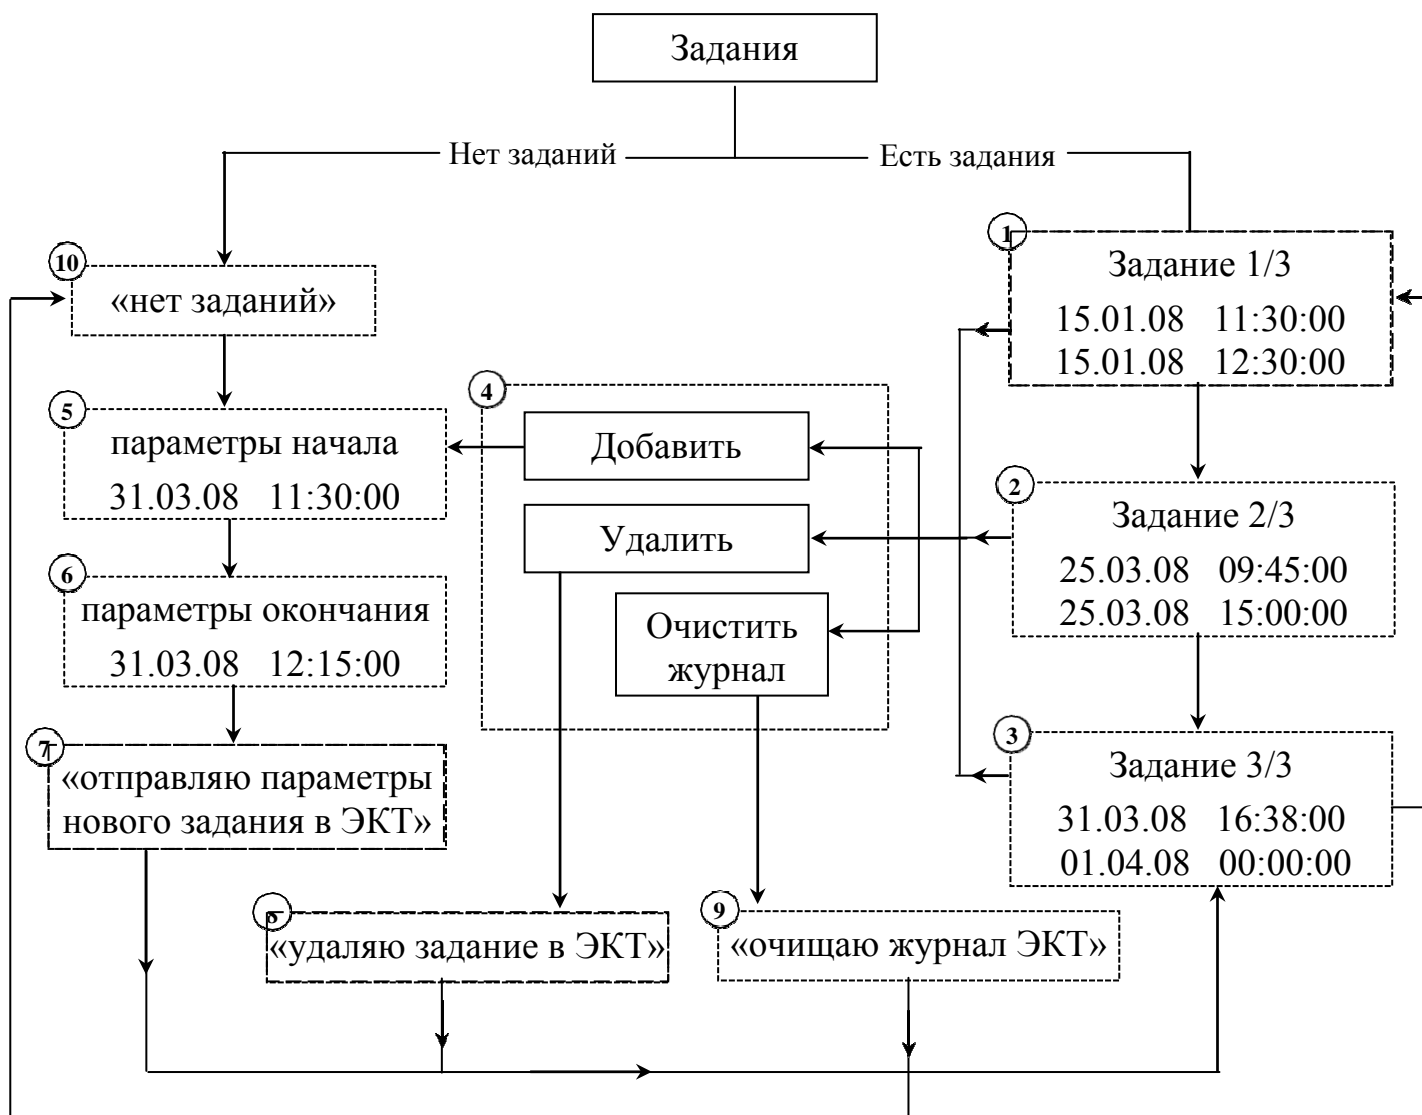 Задания
Нет заданий
Есть задания
10
«нет заданий»
1
Задание 1/3
15.01.08 11:30:00
15.01.08 12:30:00
5
параметры начала
31.03.08 11:30:00
4
Добавить
Удалить
Очистить
журнал
2
Задание 2/3
25.03.08 09:45:00
25.03.08 15:00:00
6
параметры окончания
31.03.08 12:15:00
7
«отправляю параметры
нового задания в ЭКТ»
3
Задание 3/3
31.03.08 16:38:00
01.04.08 00:00:00
8
«удаляю задание в ЭКТ»
9
«очищаю журнал ЭКТ»